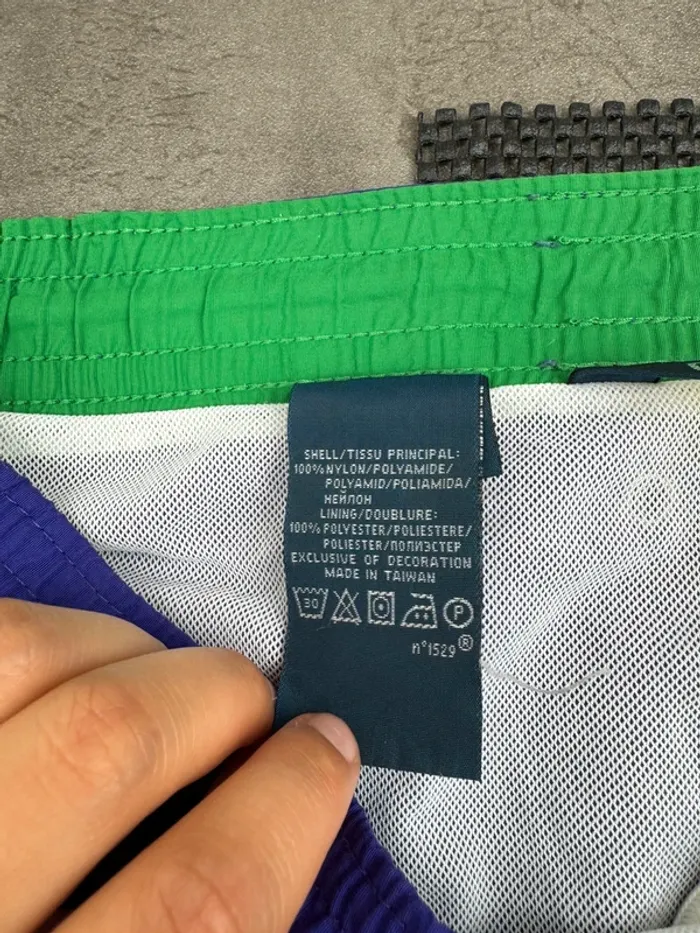 SHELL/TISSU PRINCIPAL:
100% NYLON/POLYAMIDE/
POLYAMID/POLIAMIDA/
НЕЙЛОН
LINING/DOUBLURE:
100% POLYESTER/POLIESTERE/
POLIESTER/ПОЛИЭСТЕР
EXCLUSIVE OF DECORATION
MADE IN TAIWAN
30 P
n°1529®